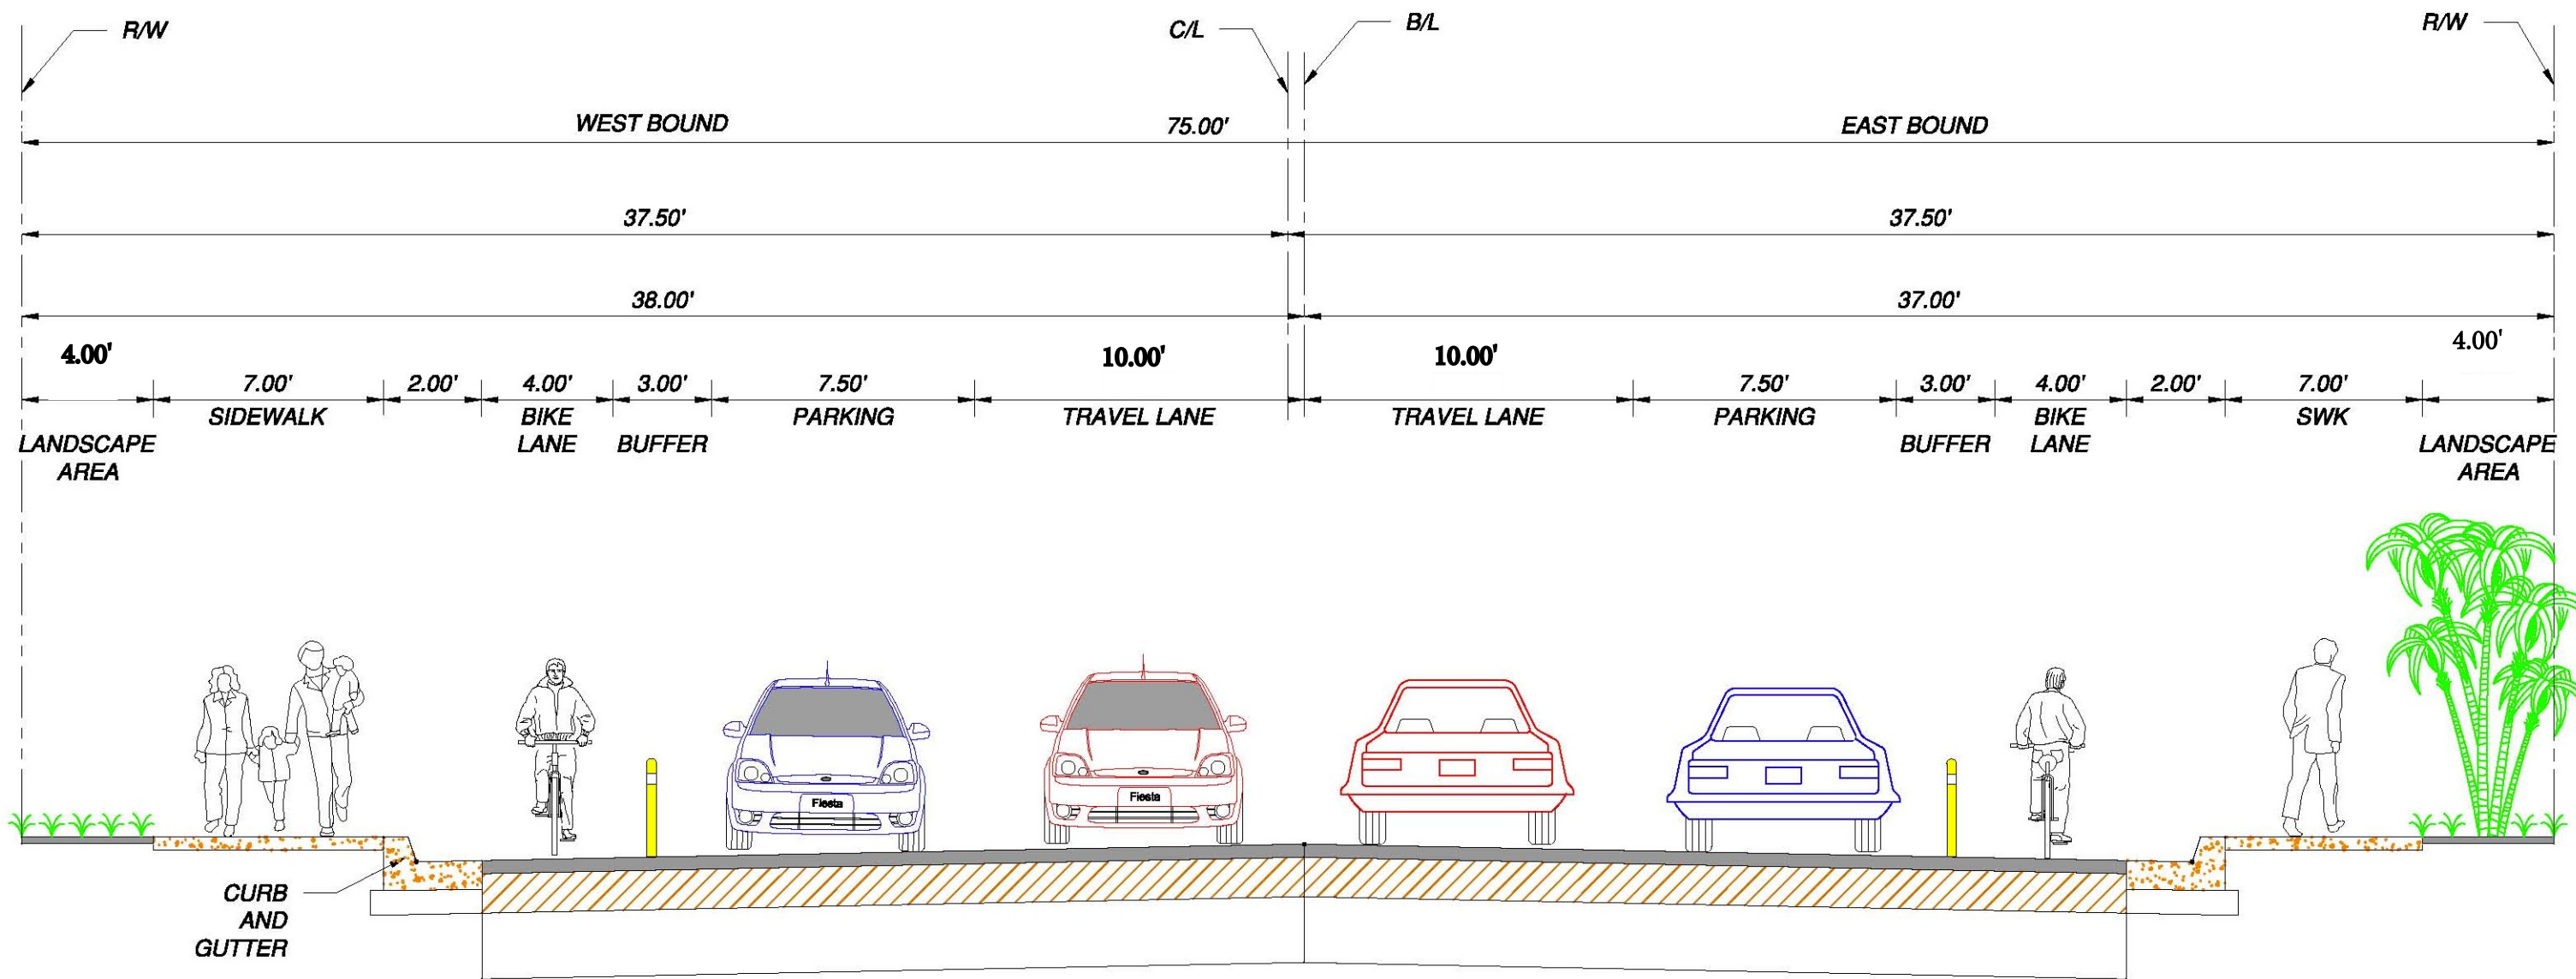 R/W
C/L
B/L
R/W
WEST BOUND
75.00'
EAST BOUND
37.50'
37.50'
38.00'
37.00'
4.00'
10.00'
10.00'
4.00'
7.00'
2.00'
4.00'
3.00'
7.50'
7.50'
3.00'
4.00'
2.00'
7.00'
SIDEWALK
BIKE
LANE
BUFFER
PARKING
TRAVEL LANE
TRAVEL LANE
PARKING
BUFFER
BIKE
LANE
SWK
LANDSCAPE
AREA
LANDSCAPE
AREA
Fiesta
Fiesta
CURB
AND
GUTTER